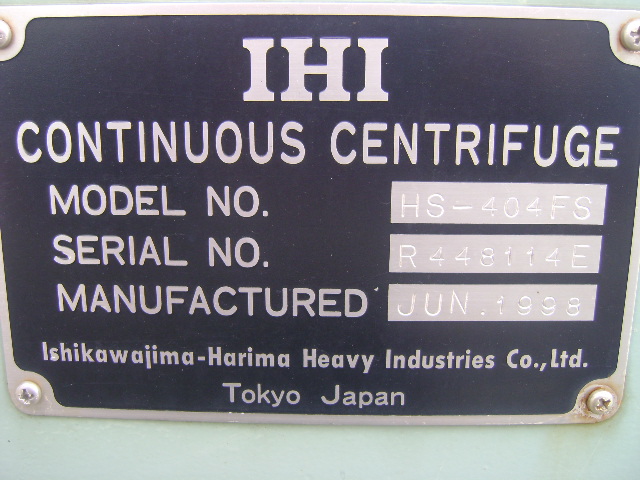 IHI
CONTINUOUS CENTRIFUGE
MODEL NO. HS-404FS
SERIAL NO. R448114E
MANUFACTURED JUN.1998
Ishikawajima-Harima Heavy Industries Co.,Ltd.
Tokyo Japan